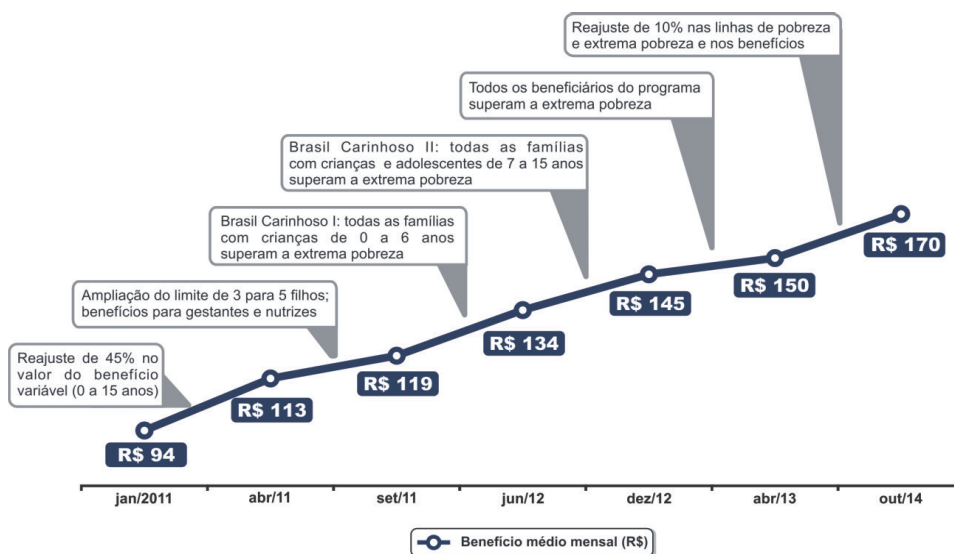 Reajuste de 10% nas linhas de pobreza
e extrema pobreza e nos benefícios
Todos os beneficiários do programa
superam a extrema pobreza
Brasil Carinhoso II: todas as famílias
com crianças e adolescentes de 7 a 15 anos
superam a extrema pobreza
Brasil Carinhoso I: todas as famílias
com crianças de 0 a 6 anos
superam a extrema pobreza
Ampliação do limite de 3 para 5 filhos;
benefícios para gestantes e nutrizes
Reajuste de 45% no
valor do benefício
variável (0 a 15 anos)
R$ 94
R$ 113
R$ 119
R$ 134
R$ 145
R$ 150
R$ 170
jan/2011
abr/11
set/11
jun/12
dez/12
abr/13
out/14
Benefício médio mensal (R$)